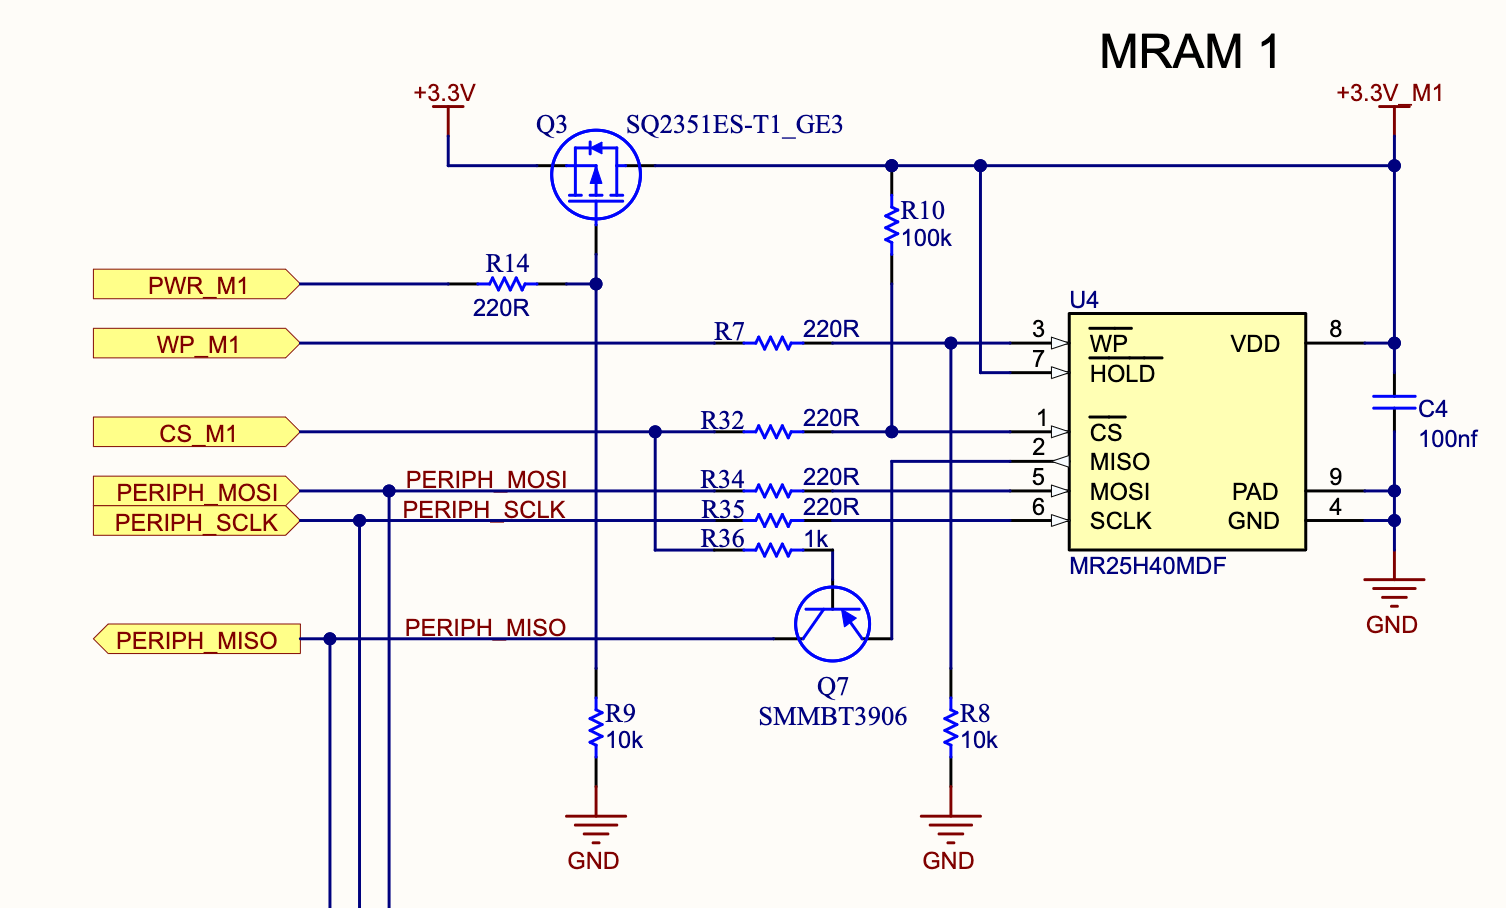 MRAM 1
+3.3V
+3.3V_M1
Q3
SQ2351ES-T1_GE3
R10
100k
R14
220R
PWR_M1
U4
R7
220R
WP_M1
3
WP
VDD
8
7
HOLD
C4
100nf
R32
220R
CS_M1
1
CS
2
MISO
PERIPH_MOSI
PERIPH_MOSI
R34
220R
5
MOSI
PAD
9
PERIPH_SCLK
PERIPH_SCLK
R35
220R
6
SCLK
GND
4
R36
1k
MR25H40MDF
GND
PERIPH_MISO
PERIPH_MISO
Q7
SMMBT3906
R9
10k
R8
10k
GND
GND